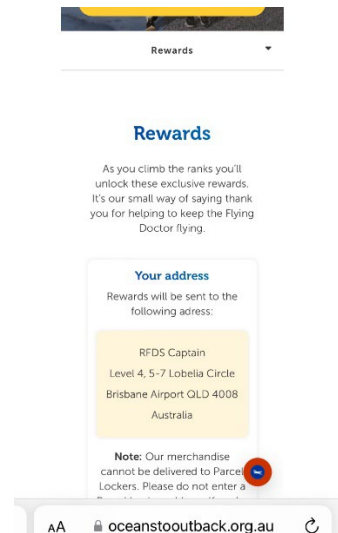 Rewards
Rewards
As you climb the ranks you'll
unlock these exclusive rewards.
It's our small way of saying thank
you for helping to keep the Flying
Doctor flying.
Your address
Rewards will be sent to the
following adress:
RFDS Captain
Level 4, 5-7 Lobelia Circle
Brisbane Airport QLD 4008
Australia
Note: Our merchandise
cannot be delivered to Parcel
Lockers. Please do not enter a
AA oceanstooutback.org.au